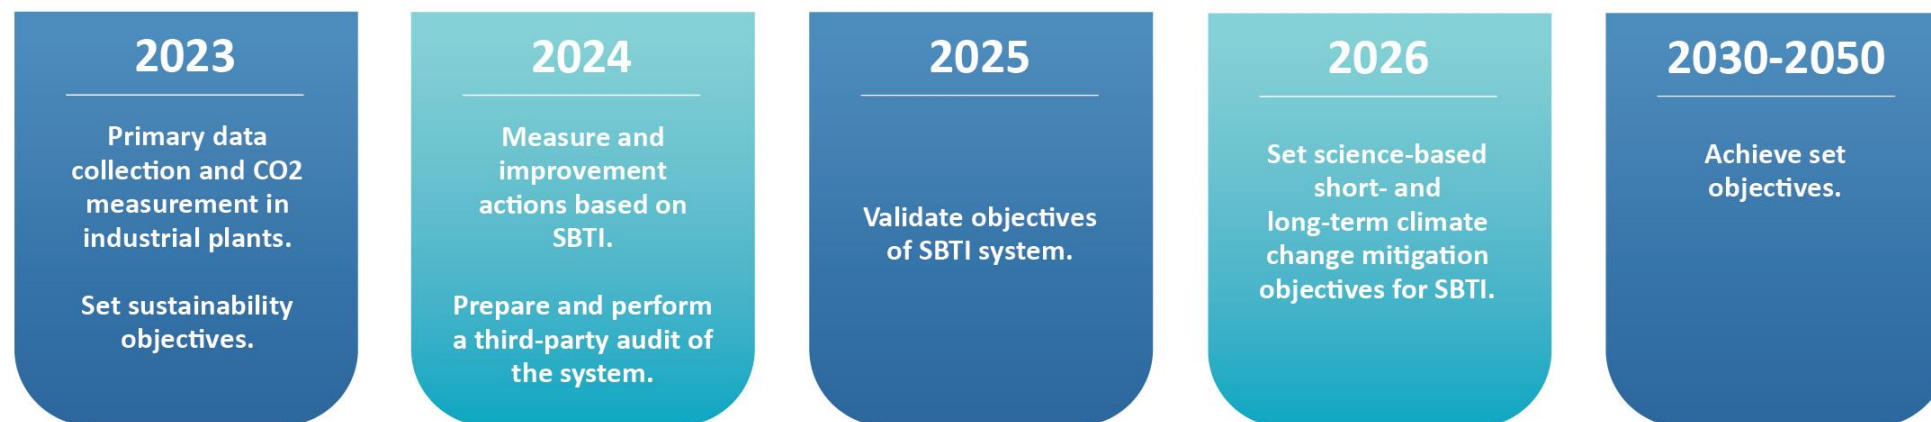 2023
Primary data
collection and CO2
measurement in
industrial plants.
Set sustainability
objectives.
2024
Measure and
improvement
actions based on
SBTI.
Prepare and perform
a third-party audit of
the system.
2025
Validate objectives
of SBTI system.
2026
Set science-based
short- and
long-term climate
change mitigation
objectives for SBTI.
2030-2050
Achieve set
objectives.